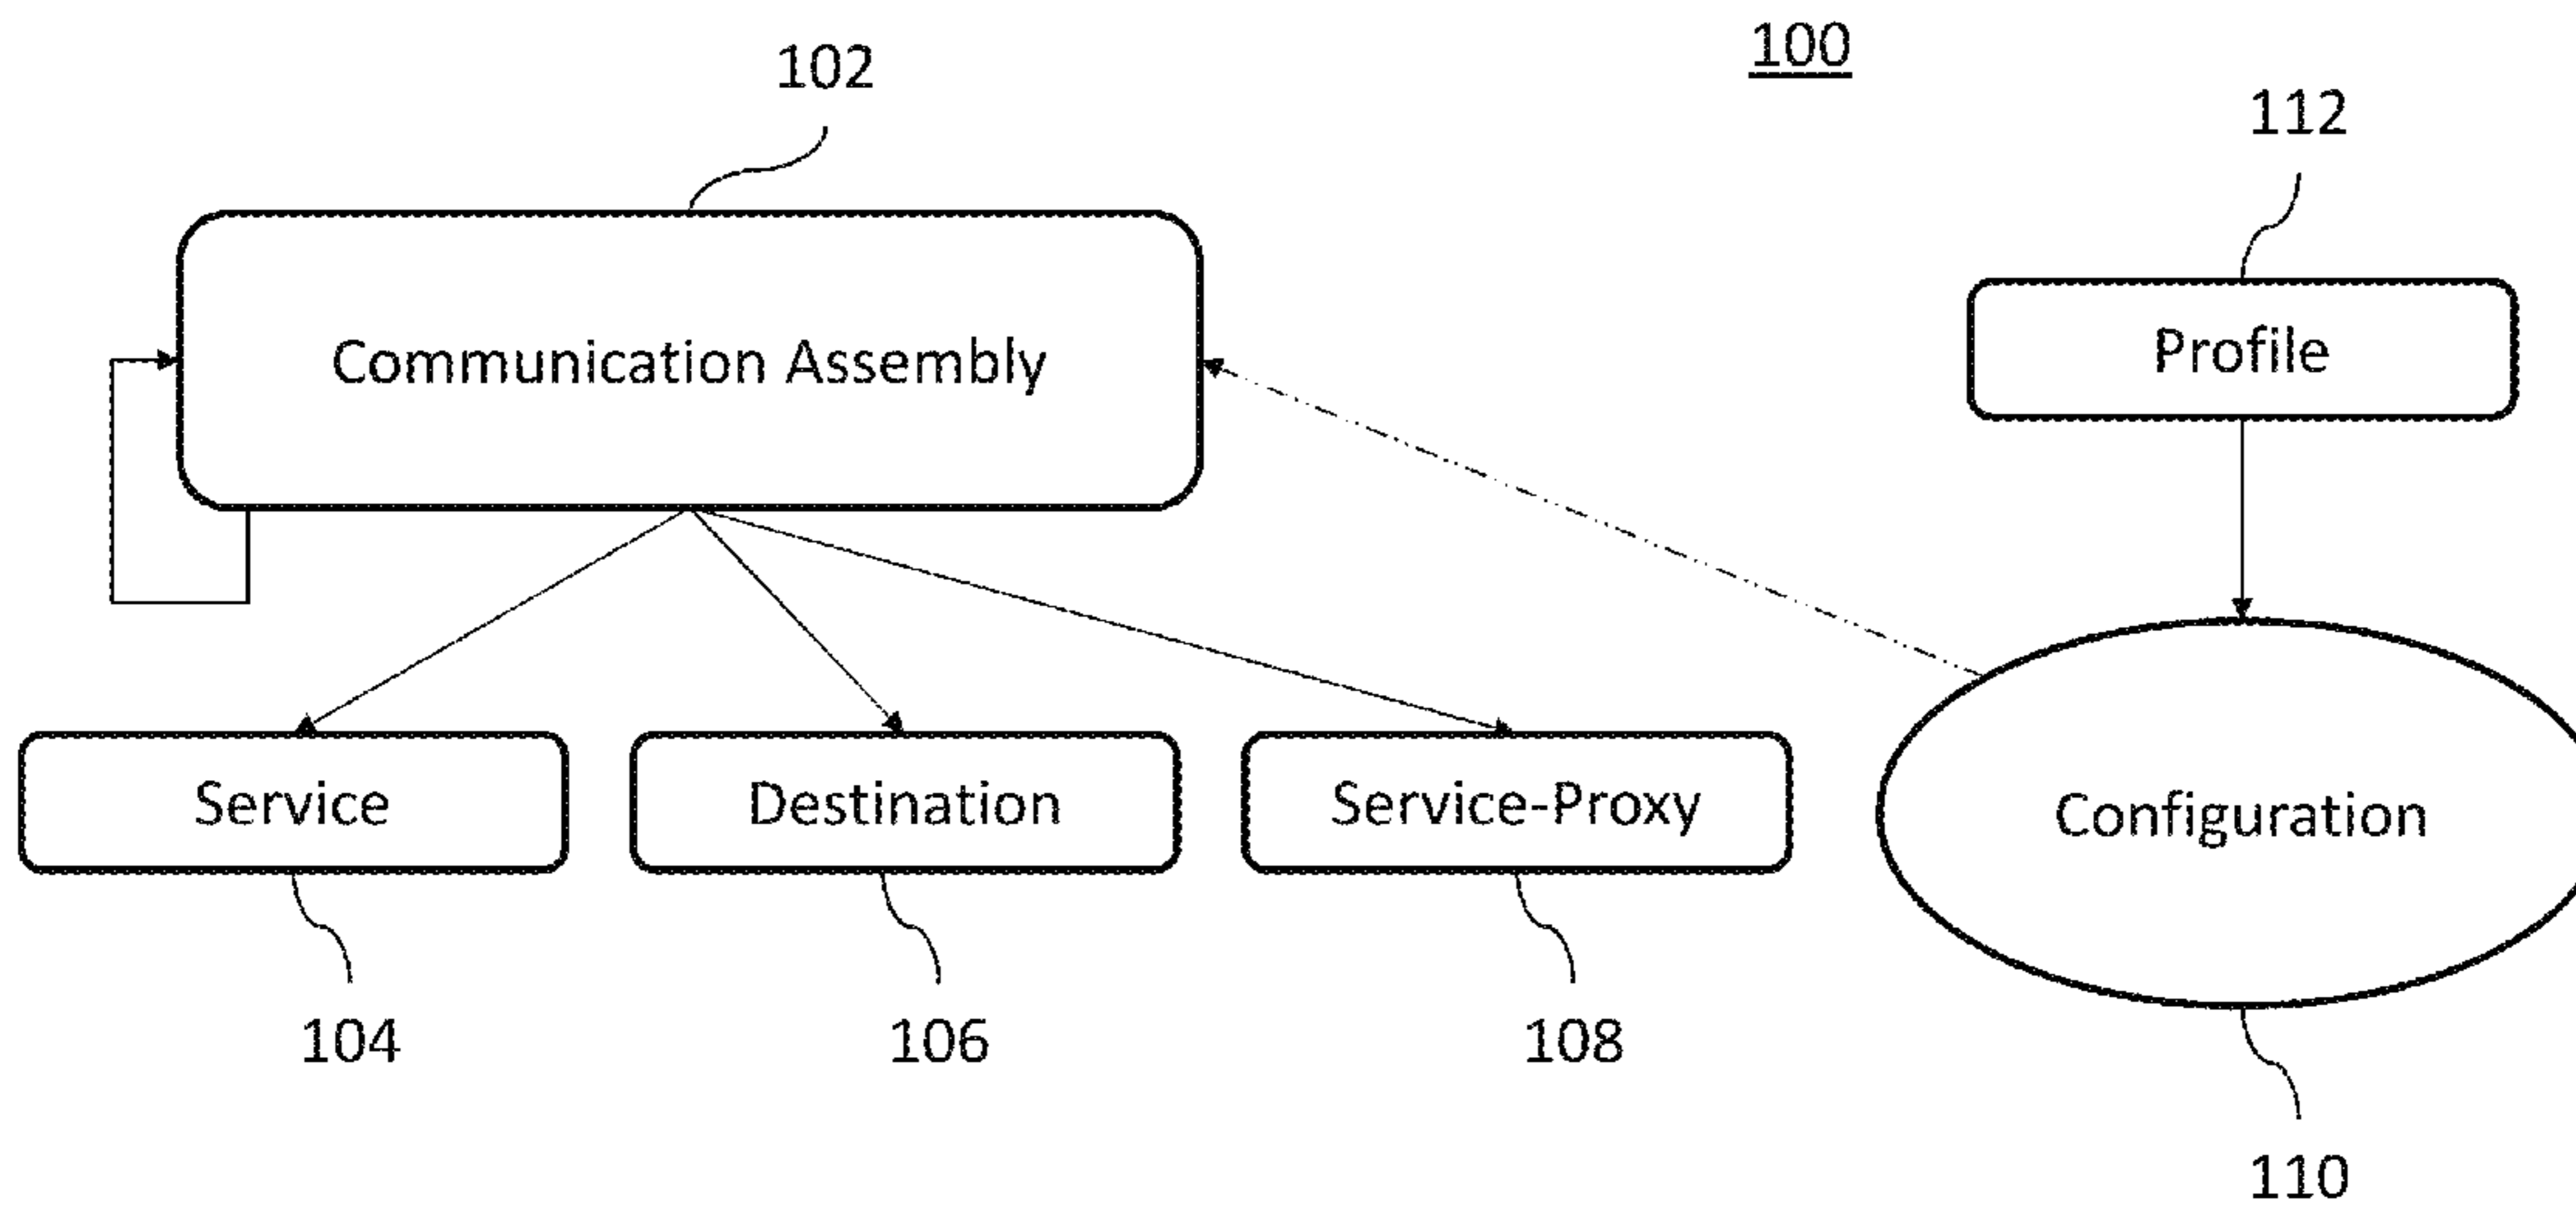 100
102
112
Communication Assembly
Profile
Service
Destination
Service-Proxy
Configuration
104
106
108
110